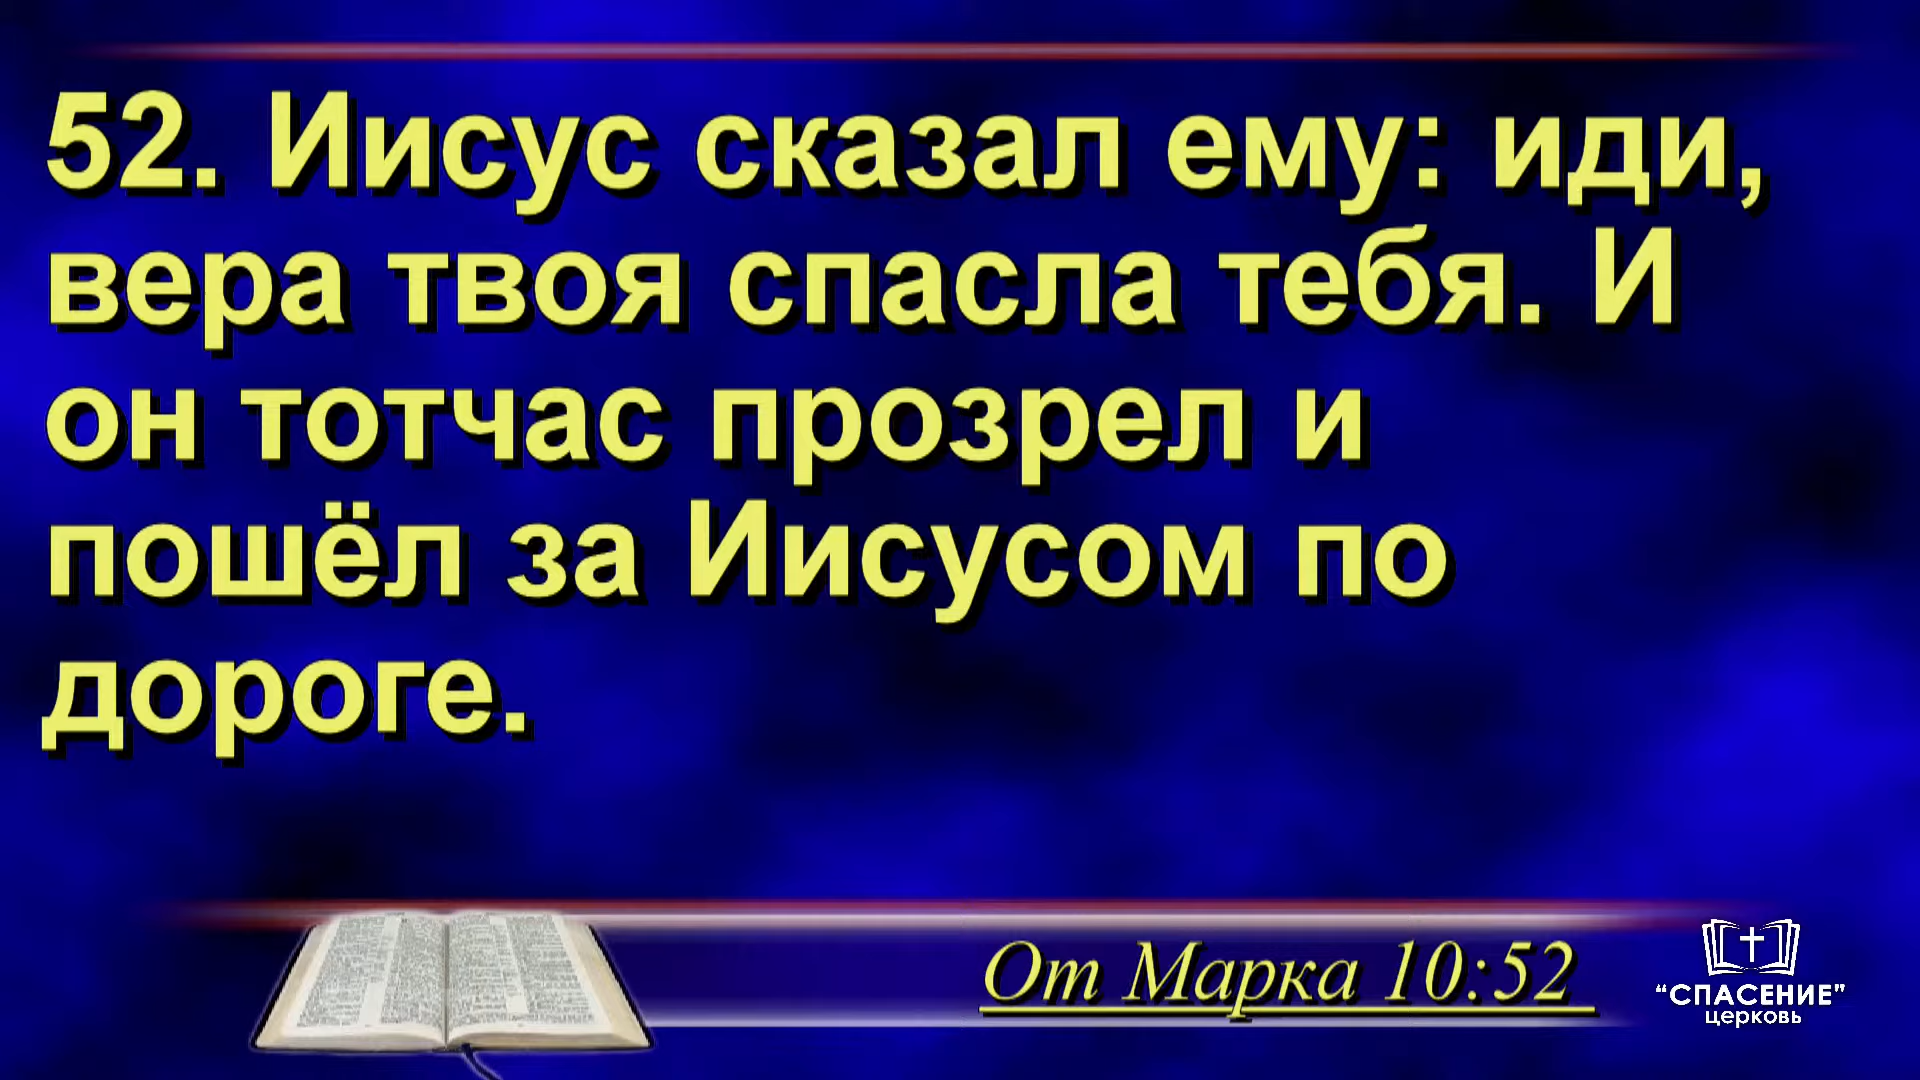 52. Иисус сказал ему: иди,
вера твоя спасла тебя. И
он тотчас прозрел и
пошёл за Иисусом по
дороге.
От Марка 10:52
“СПАСЕНИЕ”
церковь